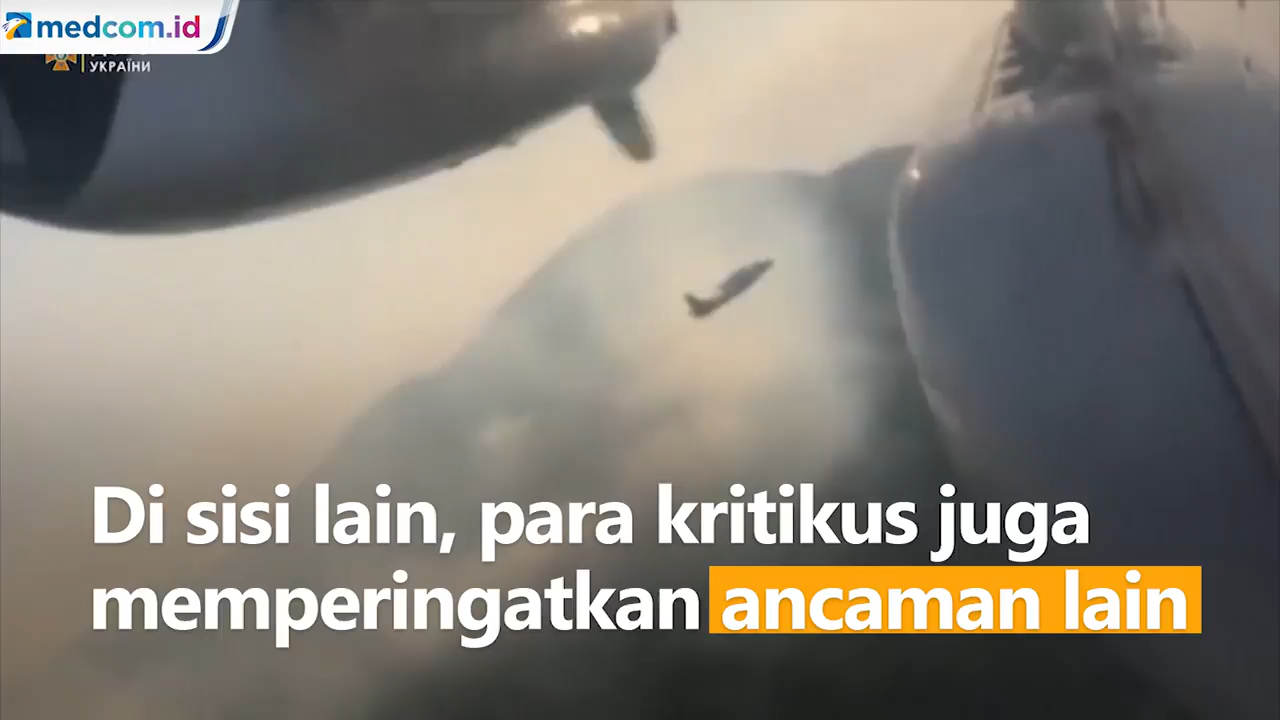 medcom.id
УКРАЇНИ
Di sisi lain, para kritikus juga
memperingatkan ancaman lain